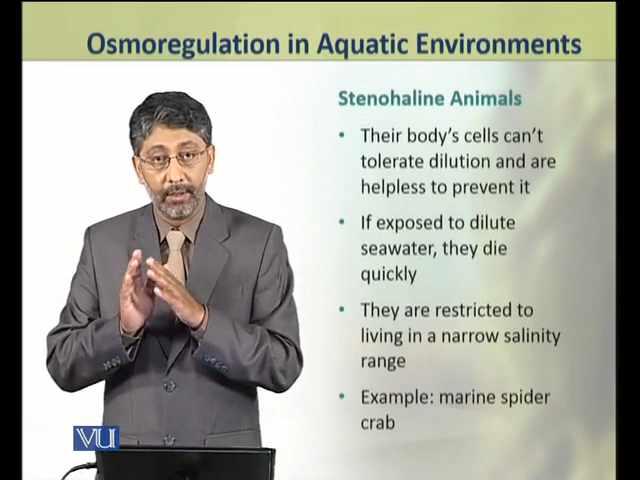 Osmoregulation in Aquatic Environments
Stenohaline Animals
• Their body's cells can't
tolerate dilution and are
helpless to prevent it
• If exposed to dilute
seawater, they die
quickly
• They are restricted to
living in a narrow salinity
range
• Example: marine spider
crab
VU